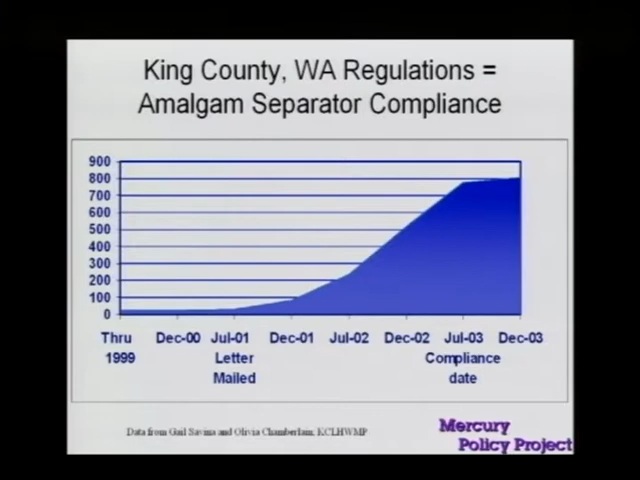 King County, WA Regulations =
Amalgam Separator Compliance
900
800
700
600
500
400
300
200
100
0
Thru Dec-00 Jul-01 Dec-01 Jul-02 Dec-02 Jul-03 Dec-03
1999 Letter Compliance
Mailed date
Data from Gail Savina and Olivia Chamberlain, KCLHWMP
Mercury
Policy Project